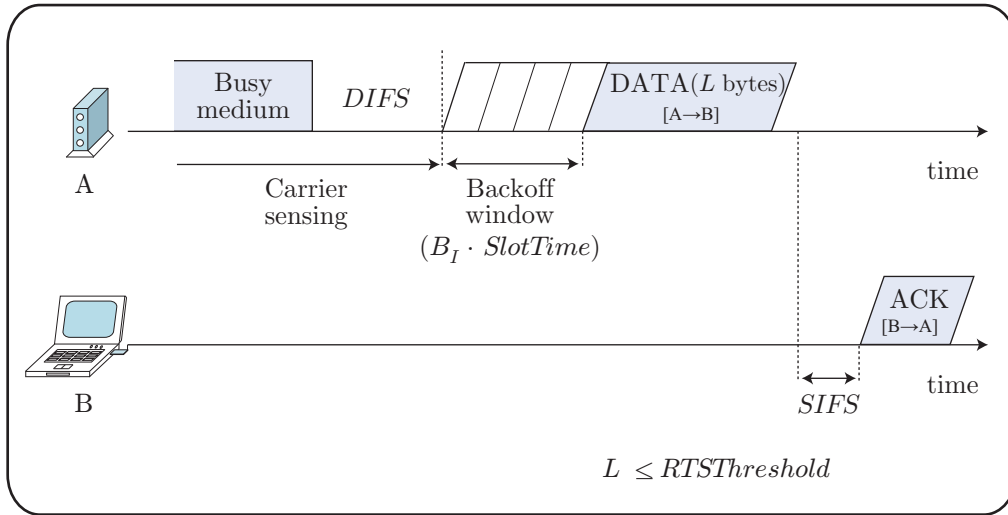 Busy
medium
DIFS
DATA(L bytes)
[A→B]
A
time
Carrier
sensing
Backoff
window
(B_I · SlotTime)
ACK
[B→A]
B
time
SIFS
L ≤ RTSThreshold